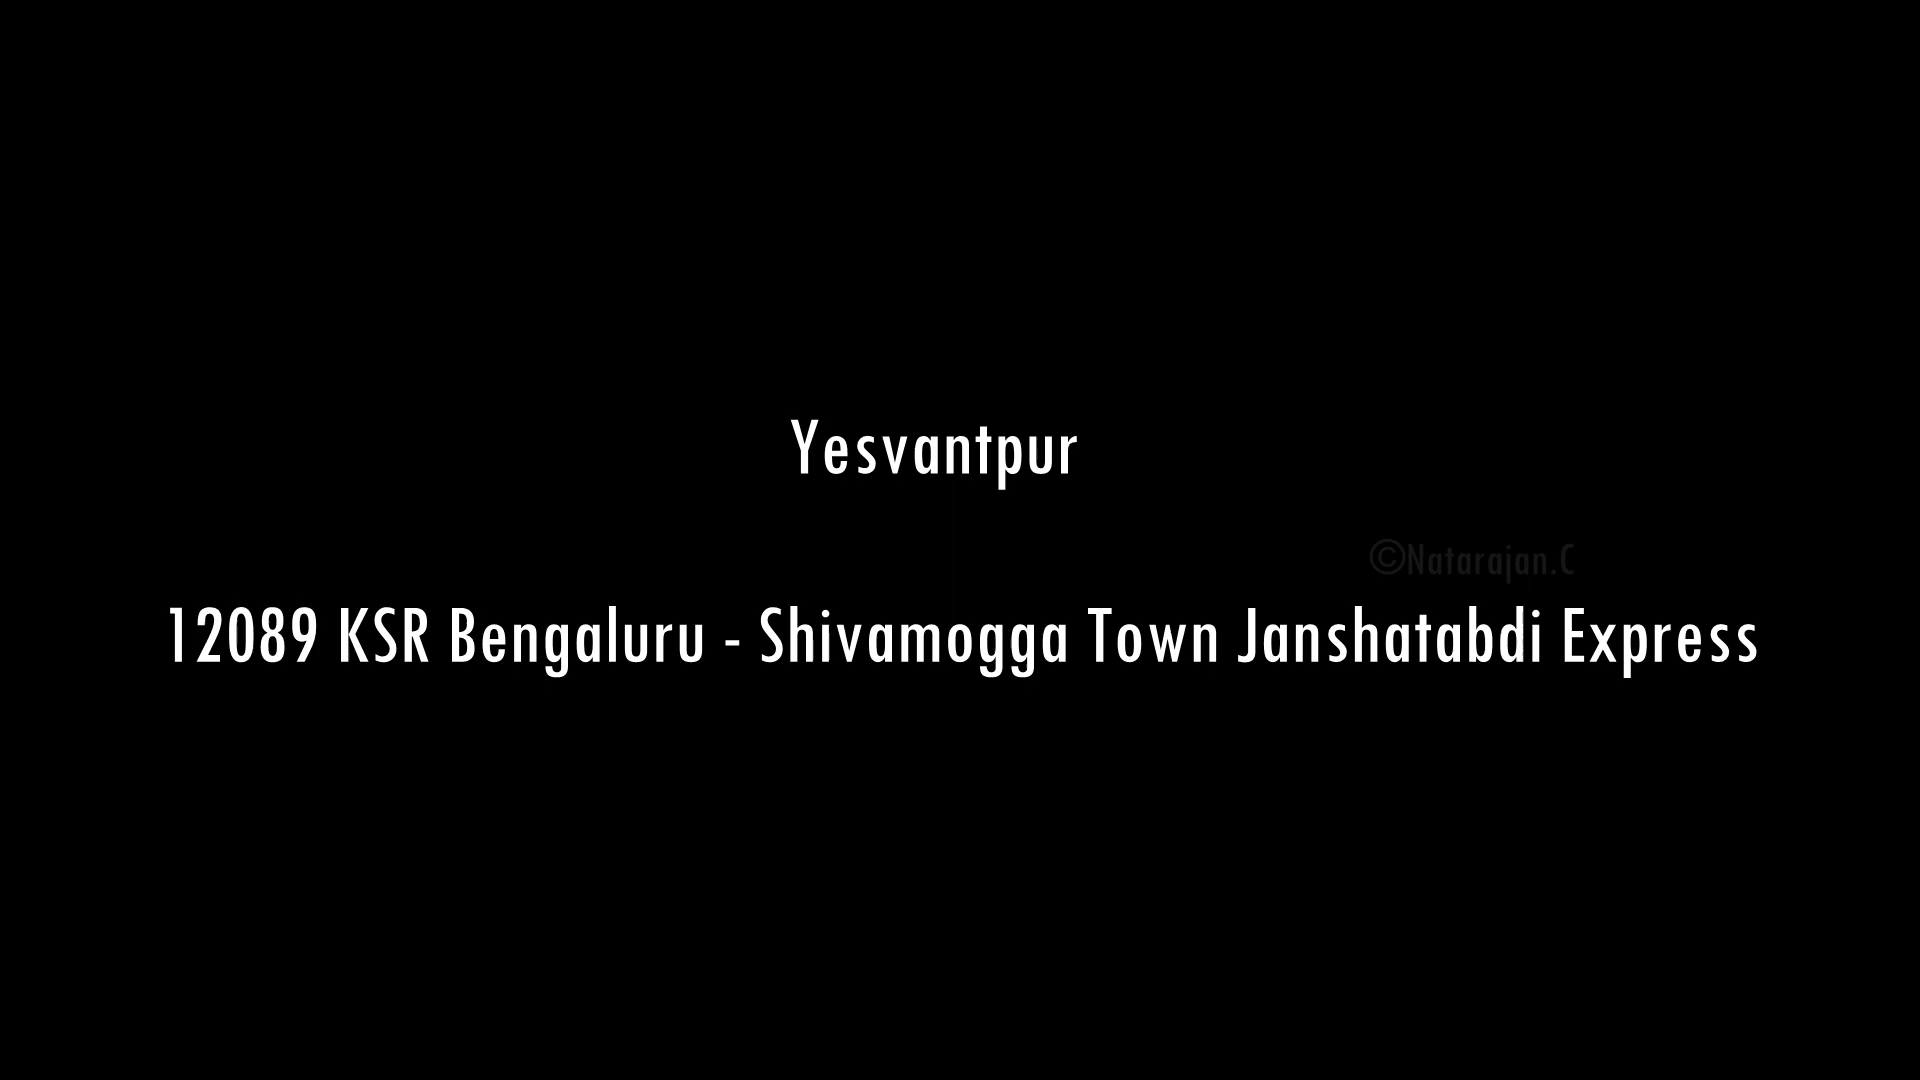 Yesvantpur
©Natarajan.C
12089 KSR Bengaluru - Shivamogga Town Janshatabdi Express